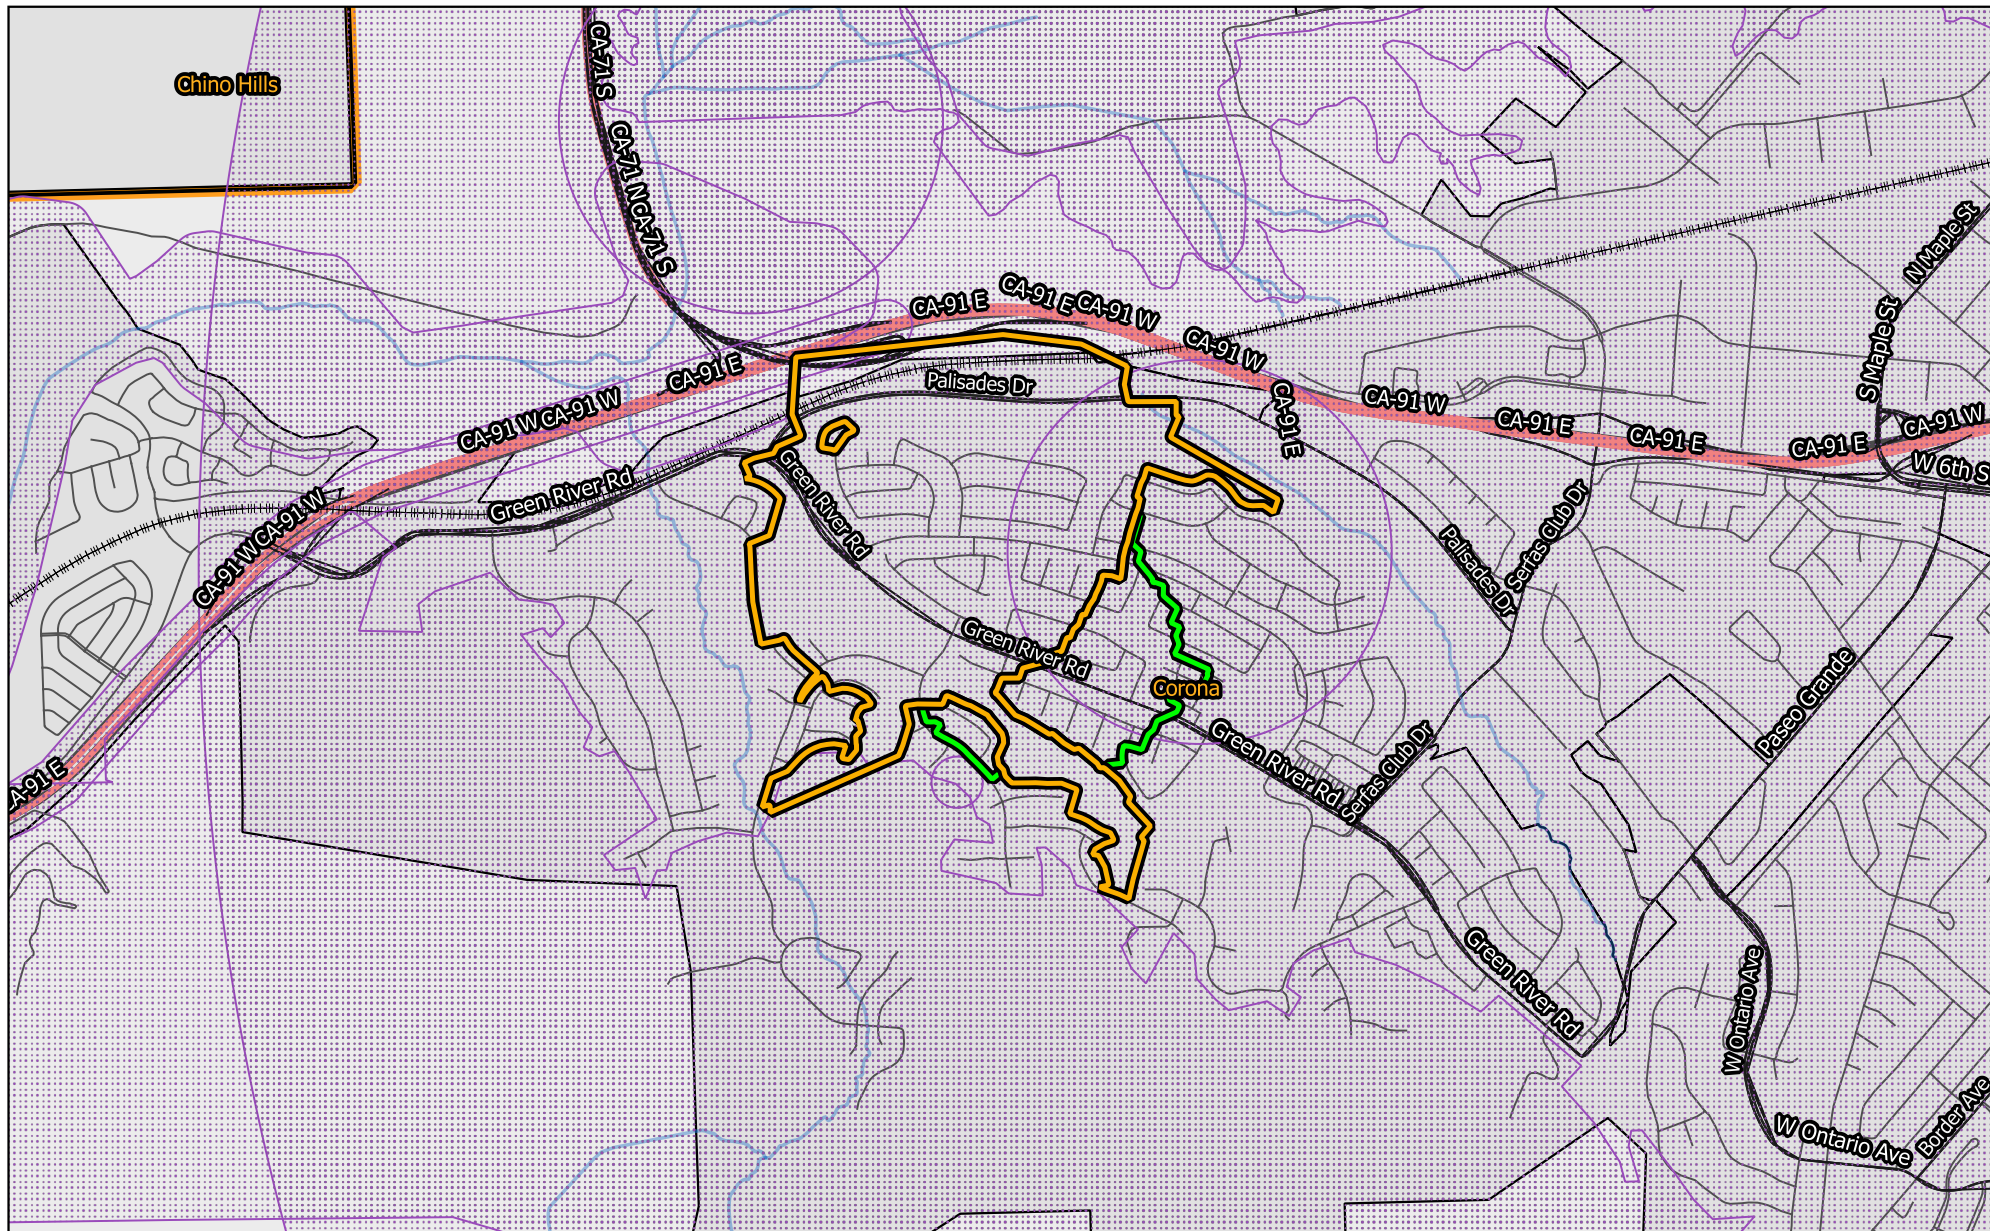 Chino Hills
CA-71 S
CA-71 N
CA-71 S
CA-91 E
CA-91 E
CA-91 W
CA-91 W
CA-91 E
CA-91 W
CA-91 W
CA-91 E
CA-91 W
CA-91 E
CA-91 E
CA-91 E
CA-91 W
CA-91 W
CA-91 W
CA-91 E
N Maple St
S Maple St
W 6th S
Palisades Dr
Green River Rd
Green River Rd
Palisades Dr
Serfas Club Dr
Green River Rd
Corona
Green River Rd
Serfas Club Dr
Paseo Grande
Green River Rd
W Ontario Ave
W Ontario Ave
Border Ave